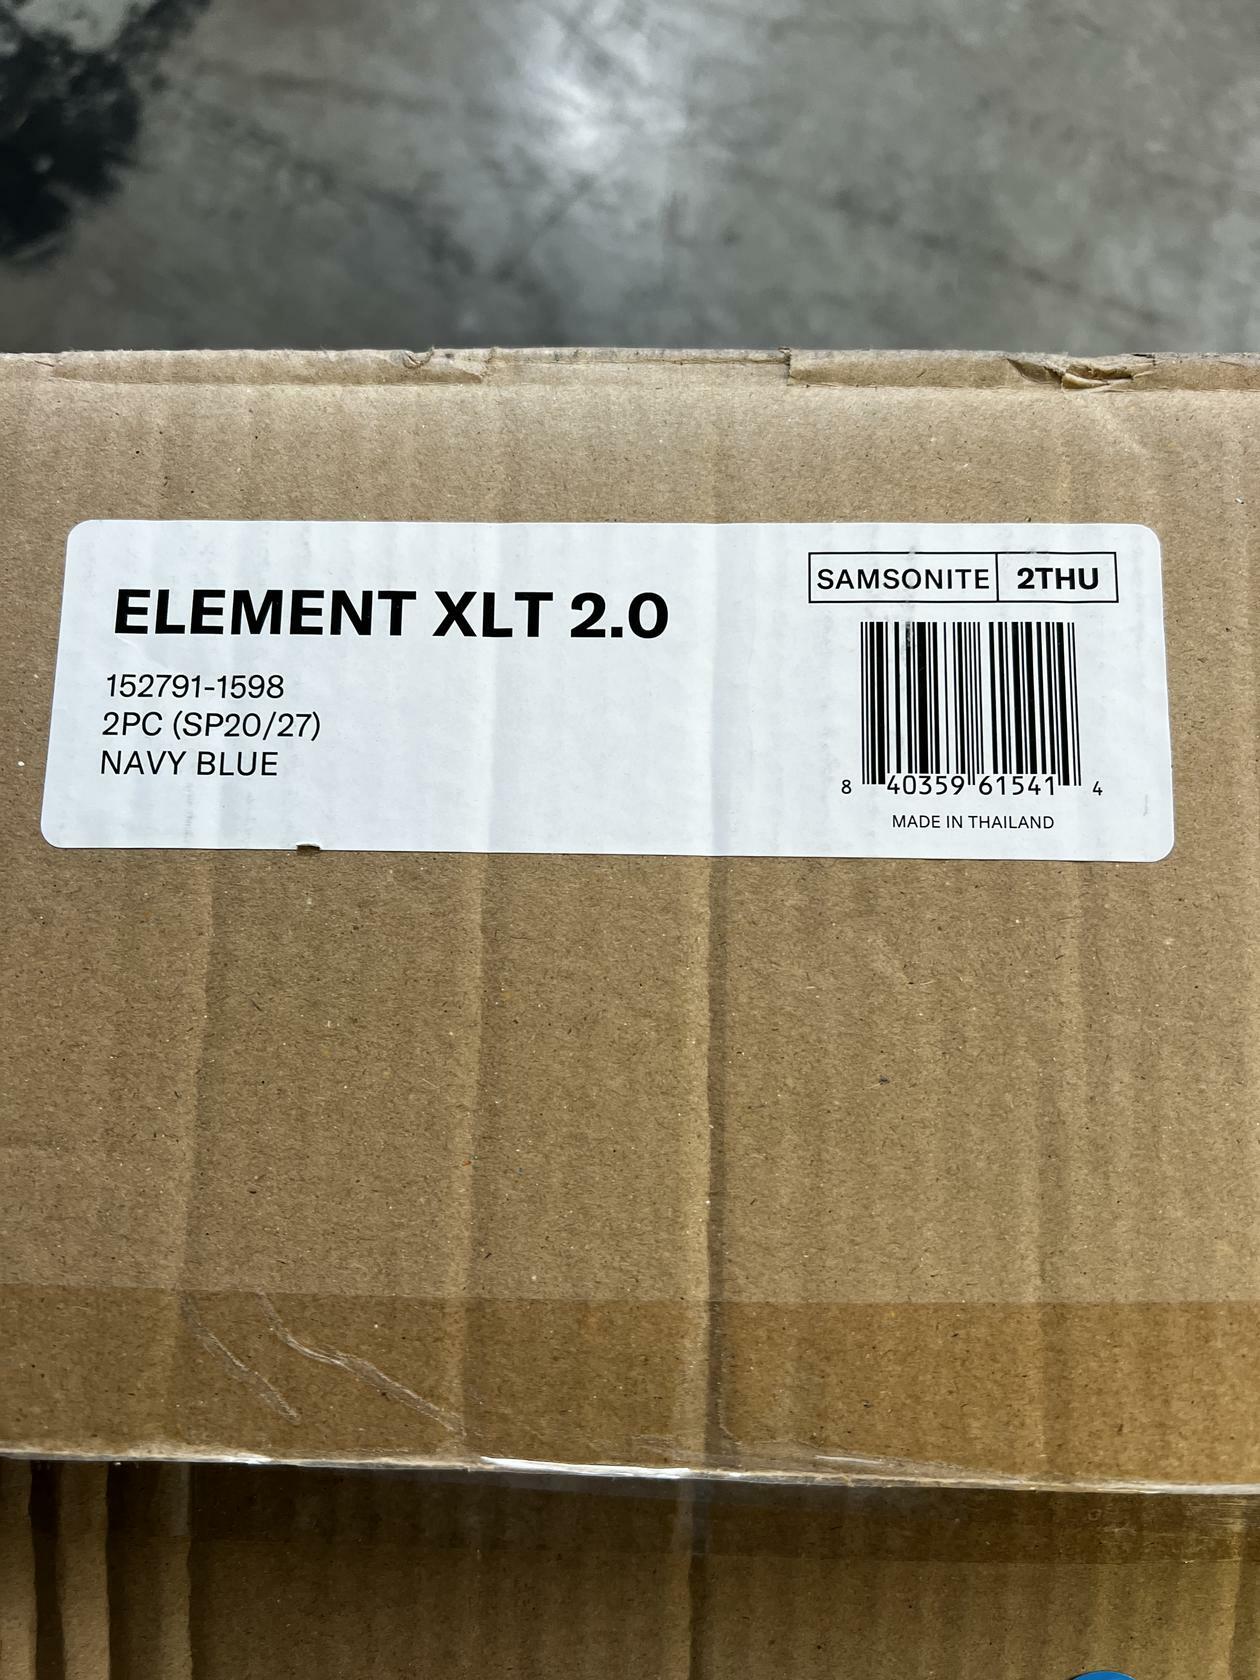 ELEMENT XLT 2.0
152791-1598
2PC (SP20/27)
NAVY BLUE
SAMSONITE 2THU
8 40359 61541 4
MADE IN THAILAND